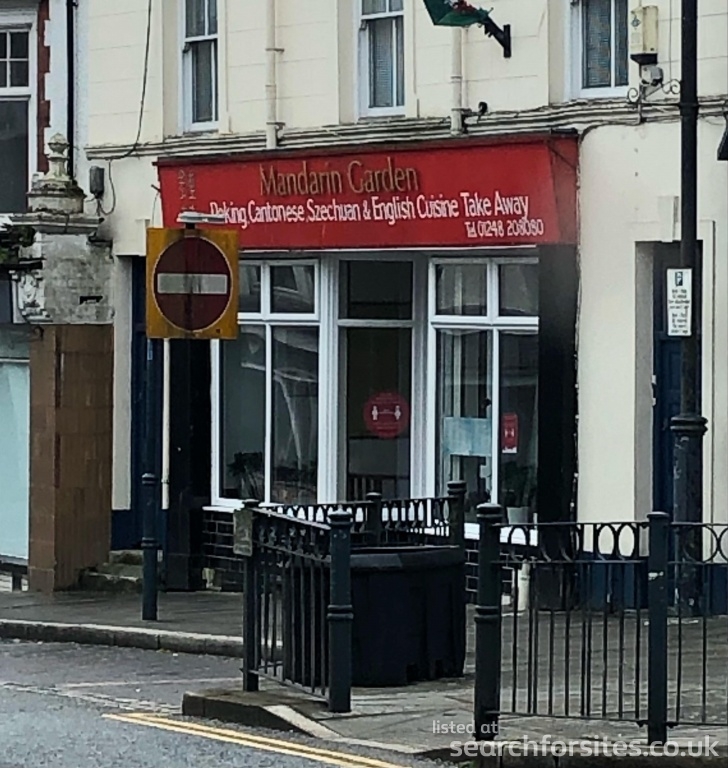 Mandarin Garden
Peking, Cantonese, Szechuan & English Cuisine Take Away
Tel 01248 208080
P
listed at
searchforsites.co.uk